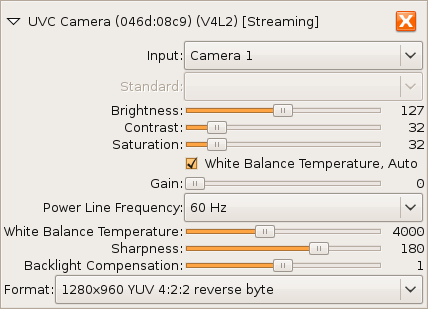 UVC Camera (046d:08c9) (V4L2) [Streaming]
Input: Camera 1
Standard:
Brightness: 127
Contrast: 32
Saturation: 32
White Balance Temperature, Auto
Gain: 0
Power Line Frequency: 60 Hz
White Balance Temperature: 4000
Sharpness: 180
Backlight Compensation: 1
Format: 1280x960 YUV 4:2:2 reverse byte